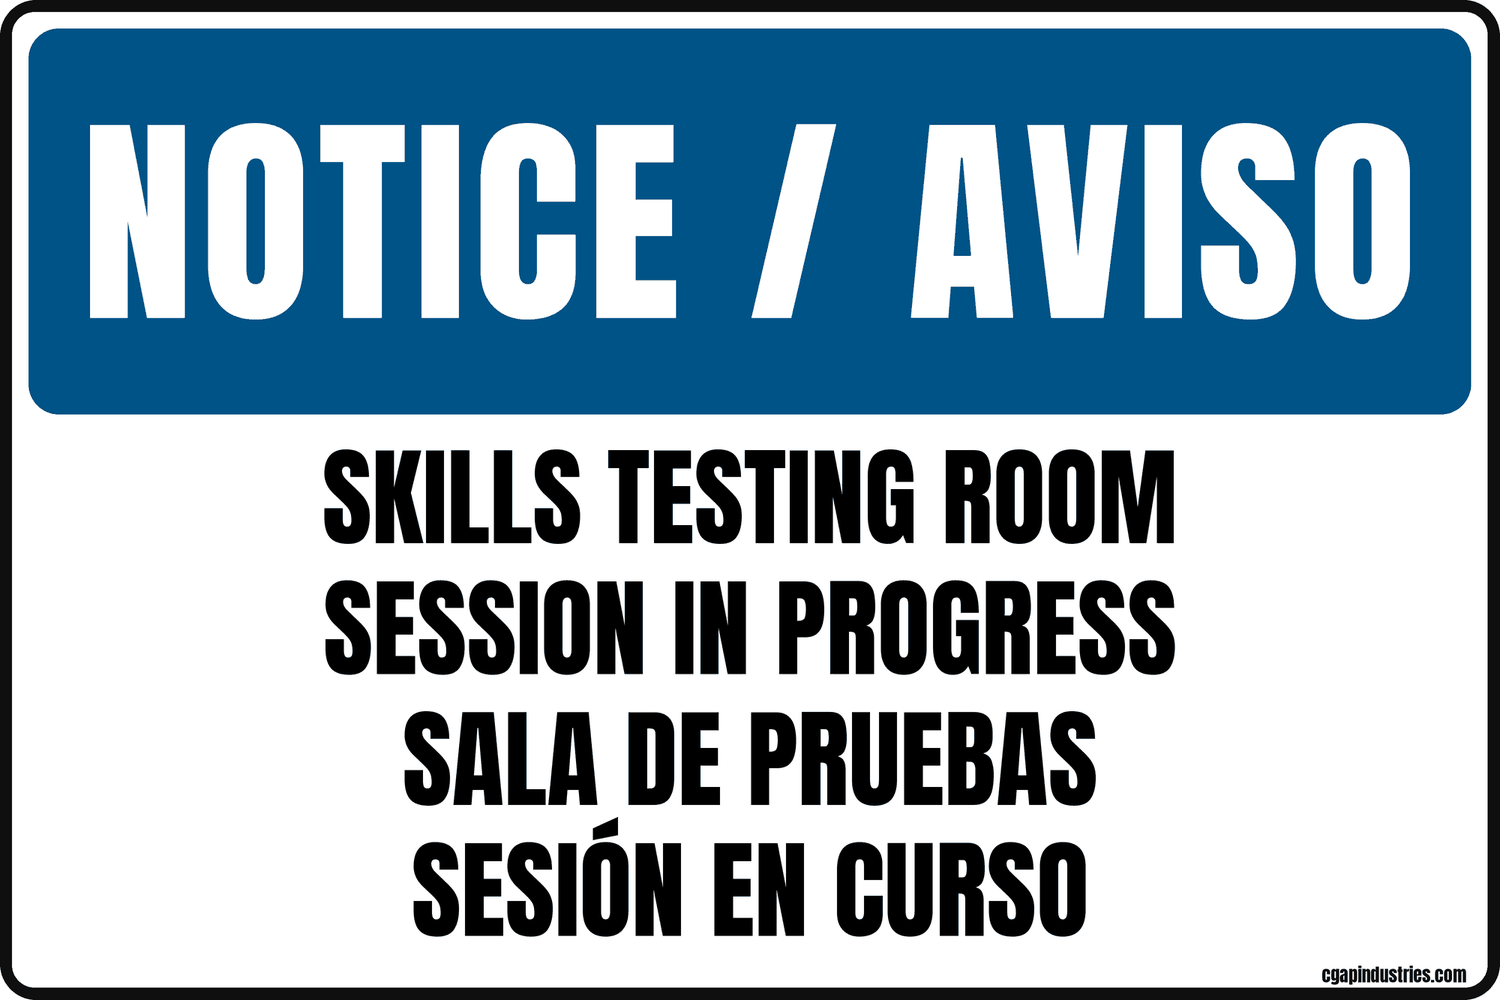 NOTICE / AVISO
SKILLS TESTING ROOM
SESSION IN PROGRESS
SALA DE PRUEBAS
SESIÓN EN CURSO
cgapindustries.com